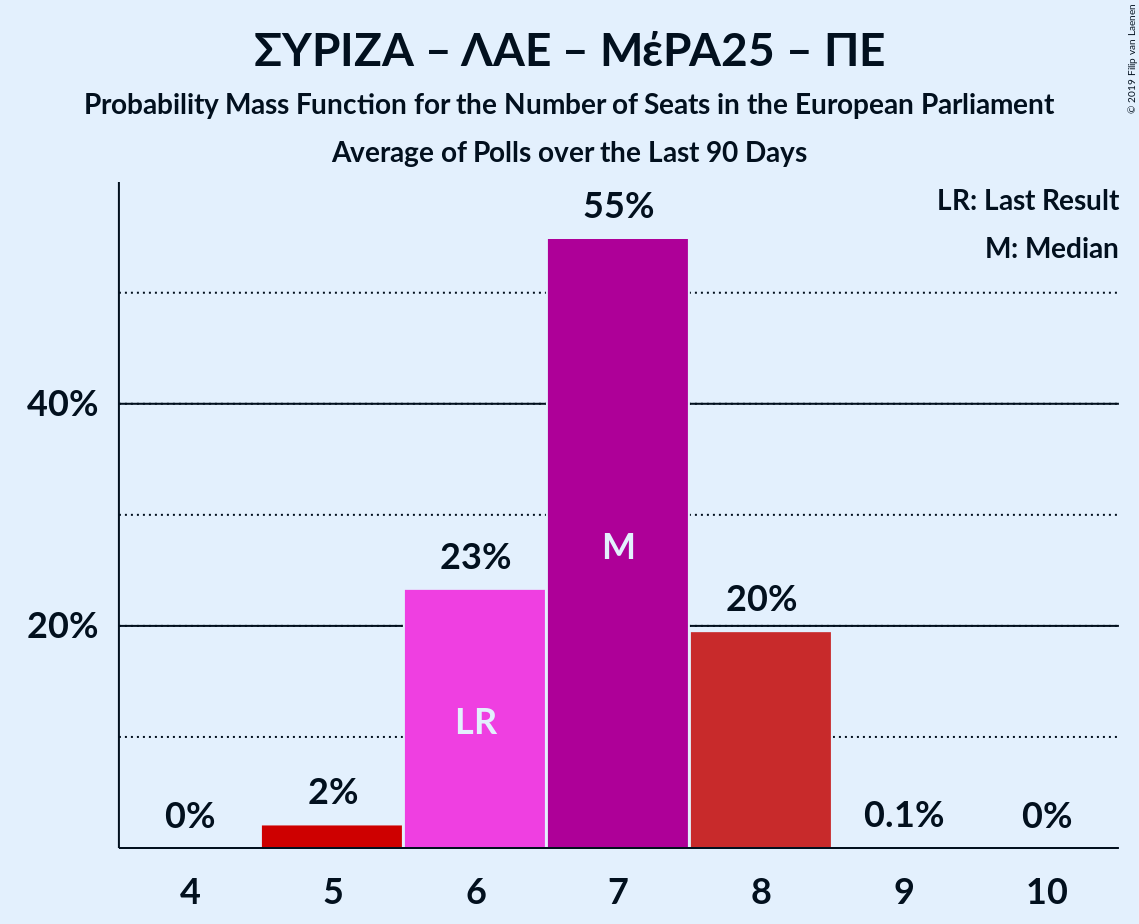 ΣΥΡΙΖΑ – ΛΑΕ – ΜέΡΑ25 – ΠΕ
Probability Mass Function for the Number of Seats in the European Parliament
Average of Polls over the Last 90 Days
© 2019 Filip van Laenen
LR: Last Result
M: Median
55%
40%
23%
M
20%
20%
LR
2%
0%
0.1%
0%
4 5 6 7 8 9 10